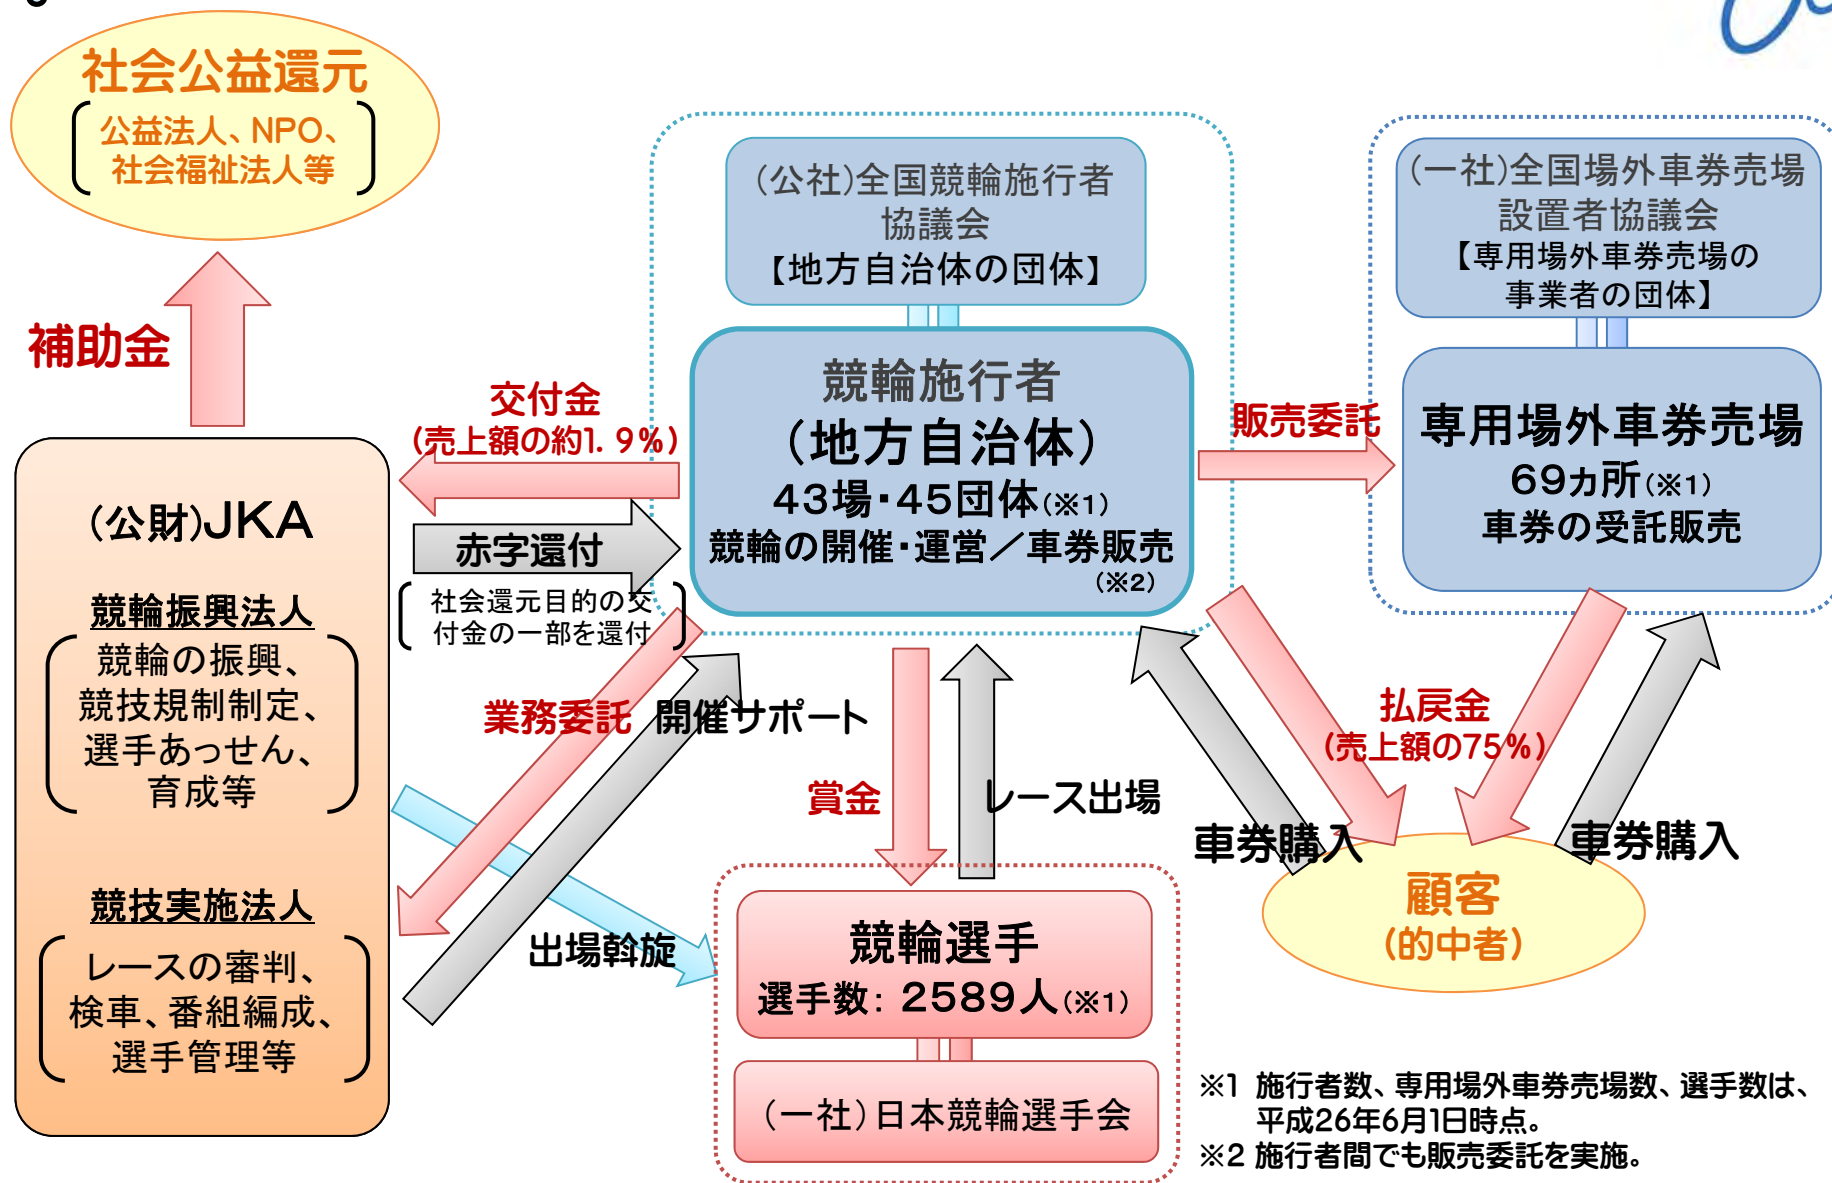 社会公益還元
公益法人、NPO、
社会福祉法人等
補助金
(公財)JKA
競輪振興法人
競輪の振興、
競技規制制定、
選手あっせん、
育成等
競技実施法人
レースの審判、
検車、番組編成、
選手管理等
交付金
(売上額の約1.9%)
赤字還付
社会還元目的の交
付金の一部を還付
業務委託
開催サポート
出場斡旋
(公社)全国競輪施行者
協議会
【地方自治体の団体】
競輪施行者
(地方自治体)
43場・45団体(※1)
競輪の開催・運営/車券販売
(※2)
賞金
レース出場
競輪選手
選手数:2589人(※1)
(一社)日本競輪選手会
販売委託
(一社)全国場外車券売場
設置者協議会
【専用場外車券売場の
事業者の団体】
専用場外車券売場
69カ所(※1)
車券の受託販売
払戻金
(売上額の75%)
車券購入
車券購入
顧客
(的中者)
※1 施行者数、専用場外車券売場数、選手数は、
平成26年6月1日時点。
※2 施行者間でも販売委託を実施。